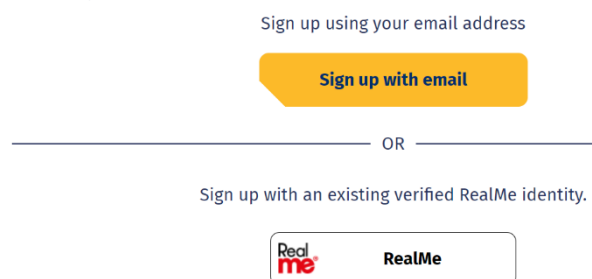 Sign up using your email address
Sign up with email
OR
Sign up with an existing verified RealMe identity.
Real
me®
RealMe